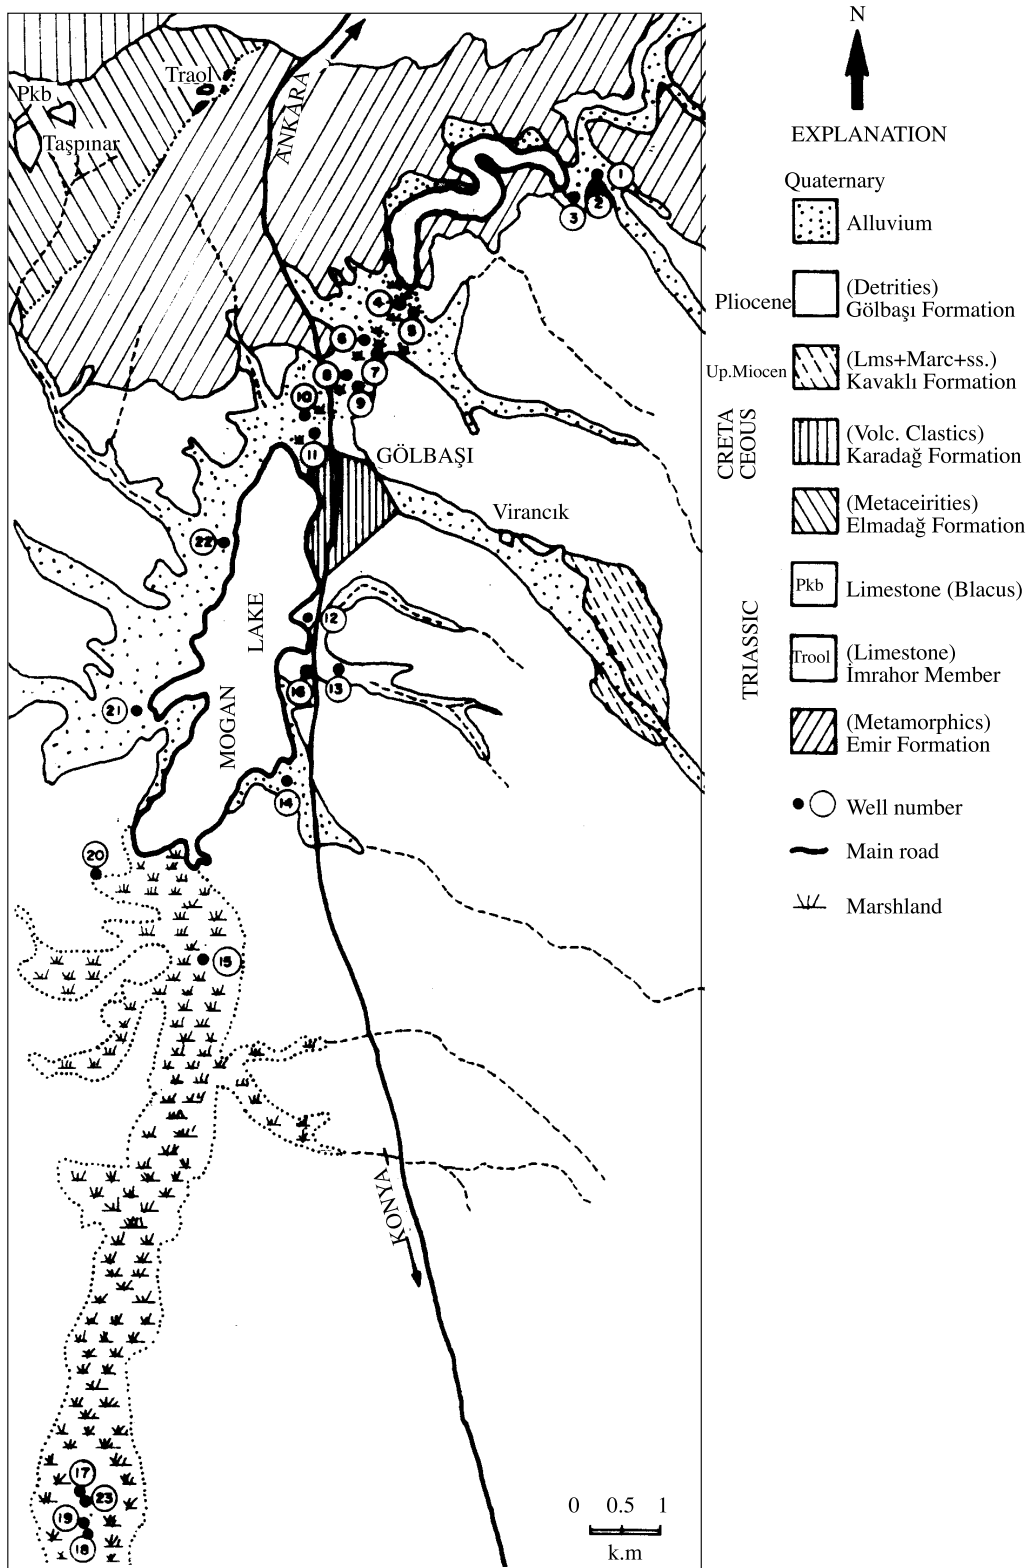 N
EXPLANATION
Quaternary
Alluvium
Pliocene
(Detrities)
Gölbaşı Formation
Up.Miocen
(Lms+Marc+ss.)
Kavaklı Formation
CRETA
CEOUS
(Volc. Clastics)
Karadağ Formation
(Metaceirities)
Elmadağ Formation
TRIASSIC
Pkb
Limestone (Blacus)
Trool
(Limestone)
İmrahor Member
(Metamorphics)
Emir Formation
Well number
Main road
Marshland
Traol
Pkb
Taşpınar
ANKARA
1
2
3
4
5
6
7
8
9
10
11
GÖLBAŞI
Virancık
22
LAKE
MOGAN
12
13
16
21
14
20
15
KONYA
17
23
19
18
0 0.5 1
k.m